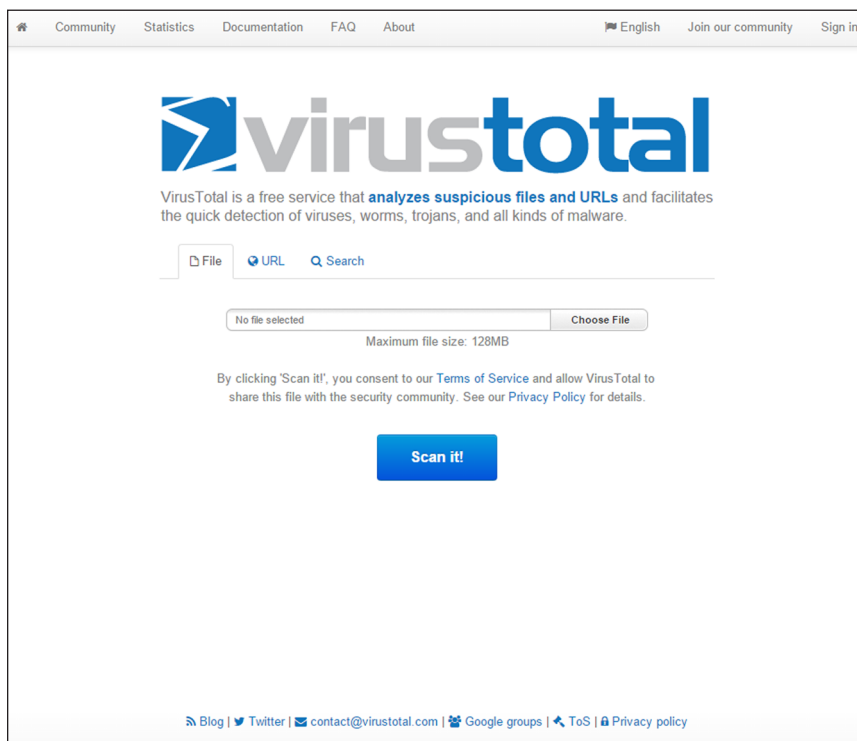 Community Statistics Documentation FAQ About English Join our community Sign in
virustotal
VirusTotal is a free service that analyzes suspicious files and URLs and facilitates
the quick detection of viruses, worms, trojans, and all kinds of malware.
File URL Search
No file selected Choose File
Maximum file size: 128MB
By clicking 'Scan it!', you consent to our Terms of Service and allow VirusTotal to
share this file with the security community. See our Privacy Policy for details.
Scan it!
Blog | Twitter | contact@virustotal.com | Google groups | ToS | Privacy policy